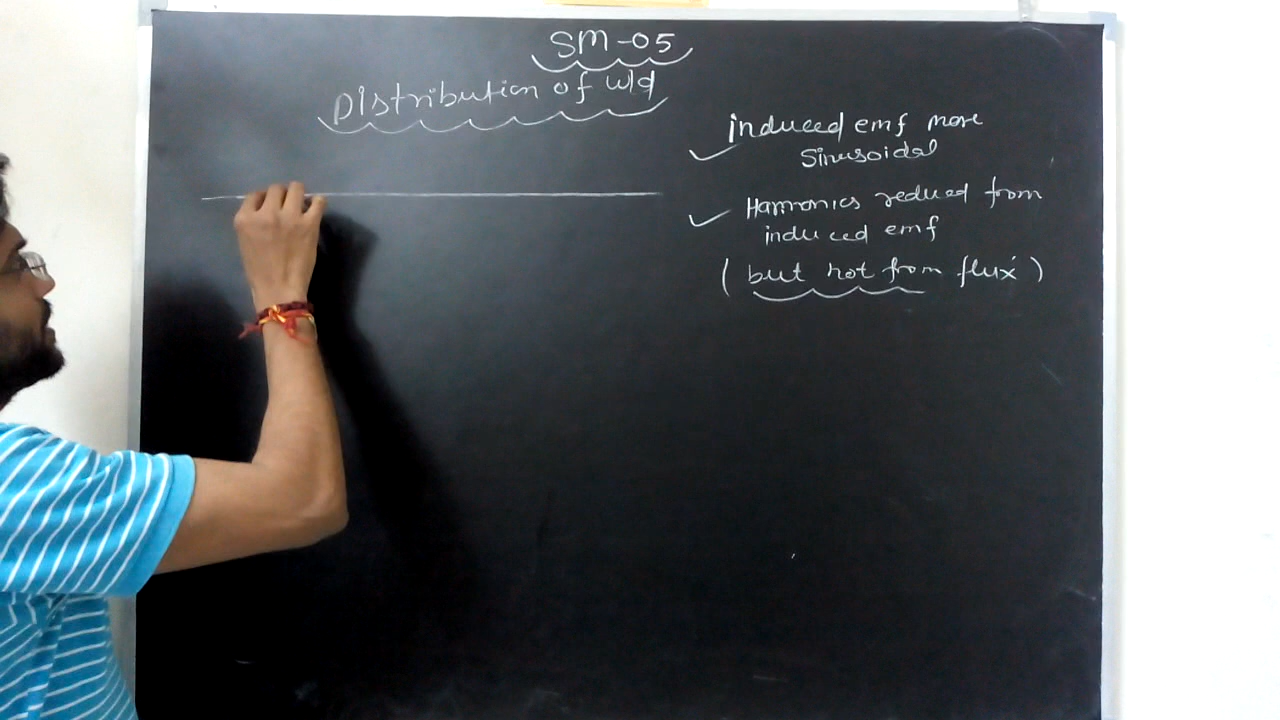 SM-05
Distribution of wdg
induced emf more
Sinusoidal
Harmonics reduced from
induced emf
(but not from flux)